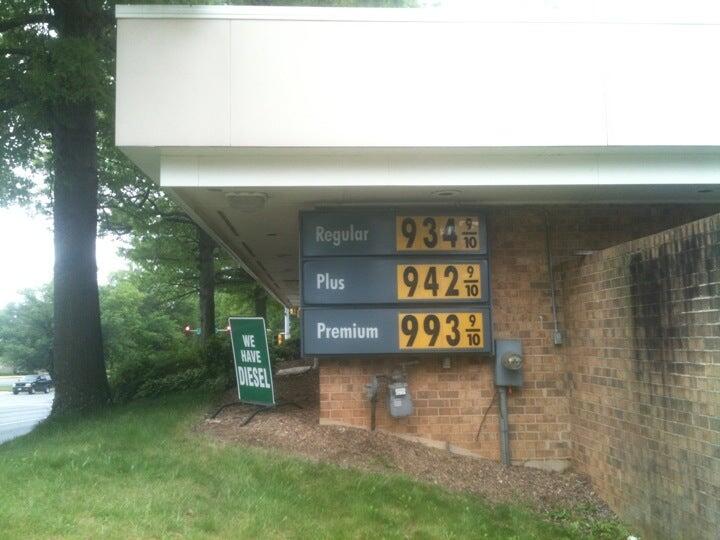 Regular 934 9/10
Plus 942 9/10
Premium 993 9/10
WE
HAVE
DIESEL